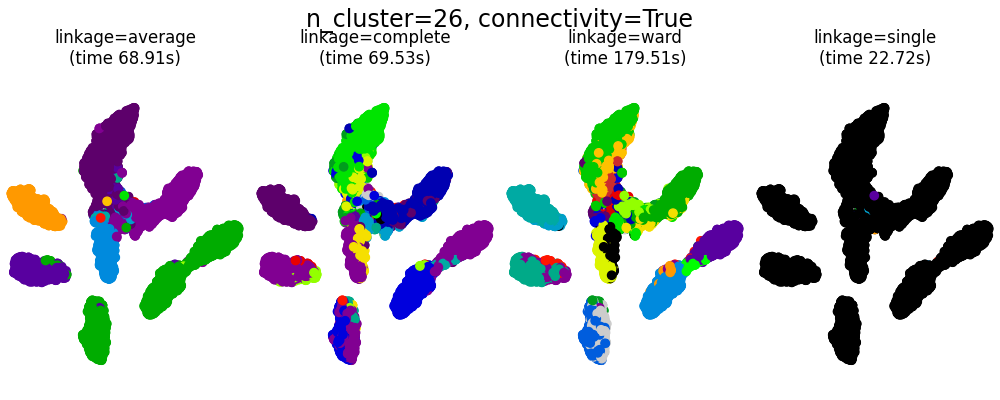 n_cluster=26, connectivity=True
linkage=average
(time 68.91s)
linkage=complete
(time 69.53s)
linkage=ward
(time 179.51s)
linkage=single
(time 22.72s)